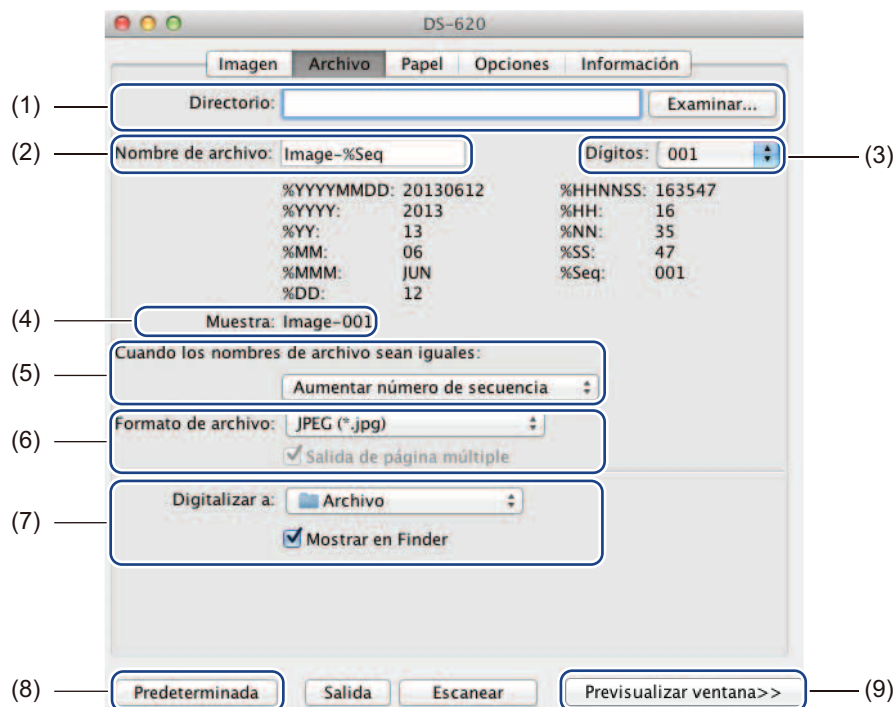 DS-620
Imagen Archivo Papel Opciones Información
(1) Directorio: Examinar...
(2) Nombre de archivo: Image-%Seq Dígitos: 001 (3)
%YYYYMMDD: 20130612 %HHNNSS: 163547
%YYYY: 2013 %HH: 16
%YY: 13 %NN: 35
%MM: 06 %SS: 47
%MMM: JUN %Seq: 001
%DD: 12
(4) Muestra: Image-001
Cuando los nombres de archivo sean iguales:
(5) Aumentar número de secuencia
(6) Formato de archivo: JPEG (*.jpg)
Salida de página múltiple
(7) Digitalizar a: Archivo
Mostrar en Finder
(8) Predeterminada Salida Escanear Previsualizar ventana>> (9)